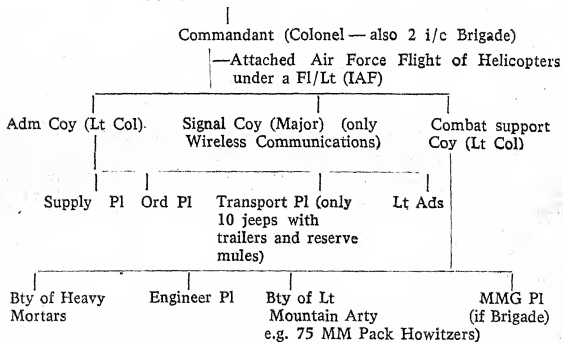 Commandant (Colonel — also 2 i/c Brigade)
—Attached Air Force Flight of Helicopters
under a Fl/Lt (IAF)
Adm Coy (Lt Col).
Signal Coy (Major) (only
Wireless Communications)
Combat support
Coy (Lt Col)
Supply Pl
Ord Pl
Transport Pl (only
10 jeeps with
trailers and reserve
mules)
Lt Ads
Bty of Heavy
Mortars
Engineer Pl
Bty of Lt
Mountain Arty
e.g. 75 MM Pack Howitzers)
MMG Pl
(if Brigade)